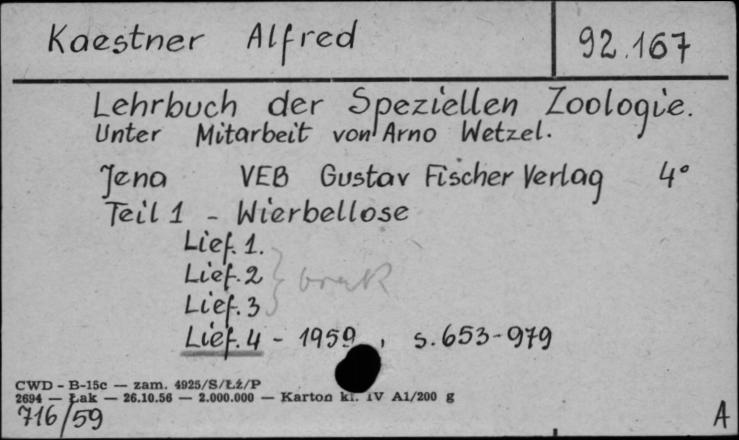 Kaestner Alfred 92.167
Lehrbuch der Speziellen Zoologie.
Unter Mitarbeit von Arno Wetzel.
Jena VEB Gustav Fischer Verlag 4°
Teil 1 - Wierbellose
Lief. 1.
Lief. 2 } brak
Lief. 3
Lief. 4 - 1959, s. 653-979
CWD - B-15c — zam. 4925/S/Łż/P
2694 — Łak — 26.10.56 — 2.000.000 — Karton kl. IV A1/200 g
716/59 A